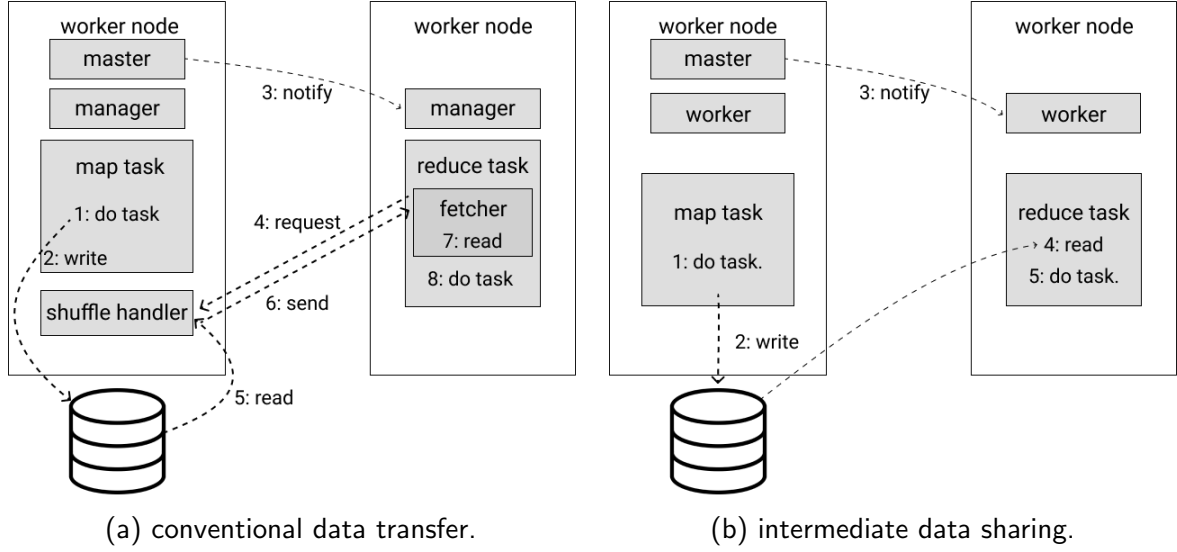 worker node
master
manager
map task
1: do task
2: write
shuffle handler
3: notify
4: request
6: send
5: read
worker node
manager
reduce task
fetcher
7: read
8: do task
(a) conventional data transfer.
worker node
master
worker
map task
1: do task.
2: write
3: notify
worker node
worker
reduce task
4: read
5: do task.
(b) intermediate data sharing.